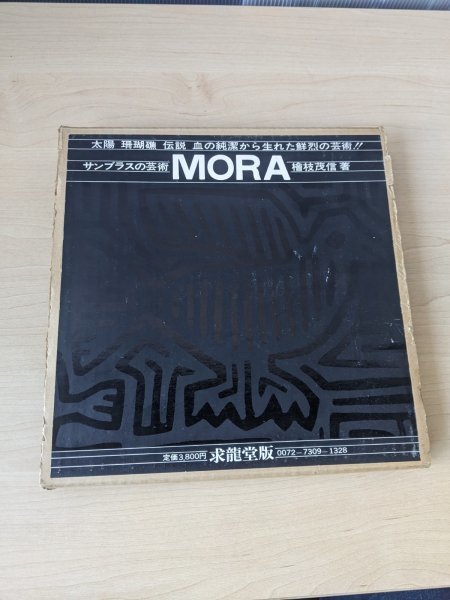 太陽 珊瑚礁 伝説 血の純潔から生れた鮮烈の芸術!!
サンブラスの芸術 MORA 檜枝茂信 著
定価3,800円 求龍堂版 0072-7309-1328